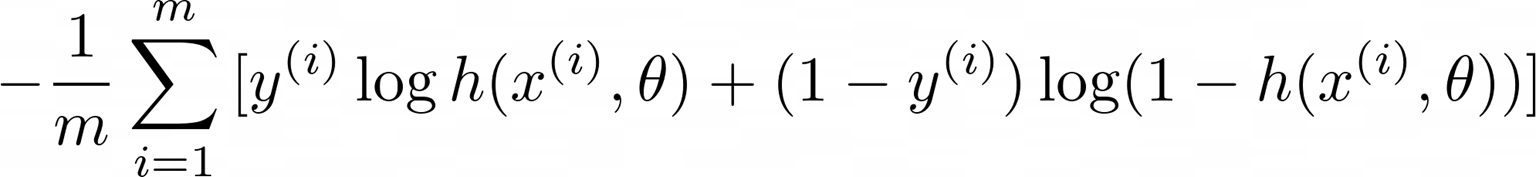 -\frac{1}{m} \sum_{i=1}^{m} [y^{(i)} \log h(x^{(i)}, \theta) + (1 - y^{(i)}) \log(1 - h(x^{(i)}, \theta))]